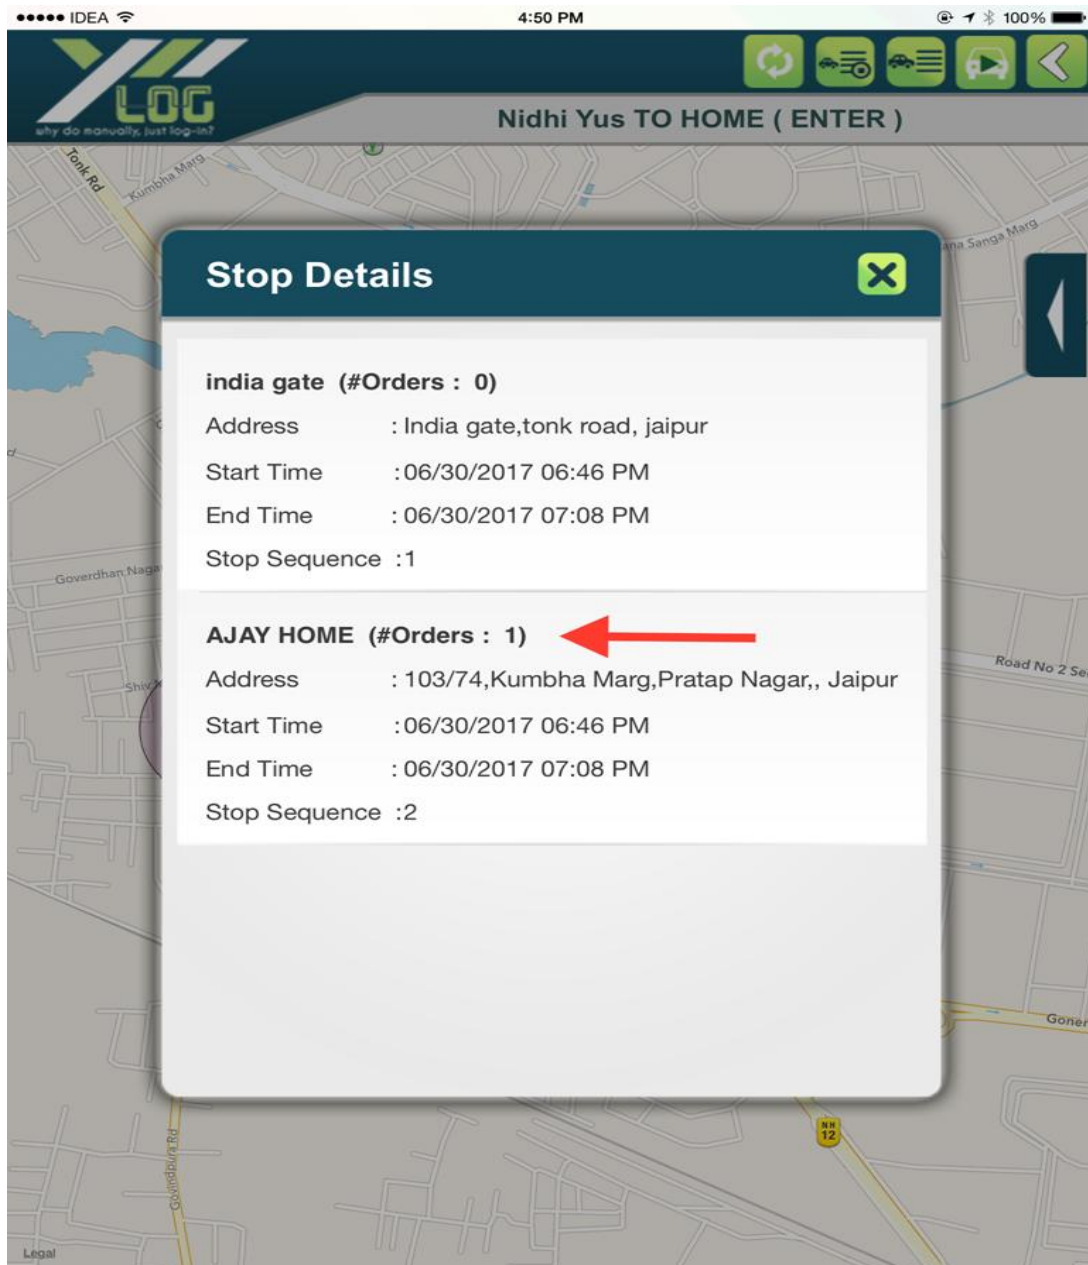 IDEA
4:50 PM
100%
LOG
why do manually, just log-in?
Nidhi Yus TO HOME ( ENTER )
Tonk Rd
Kumbha Marg
ana Sanga Marg
Stop Details
india gate (#Orders : 0)
Address : India gate,tonk road, jaipur
Start Time :06/30/2017 06:46 PM
End Time : 06/30/2017 07:08 PM
Stop Sequence :1
Goverdhan Naga
AJAY HOME (#Orders : 1)
Address : 103/74,Kumbha Marg,Pratap Nagar,, Jaipur
Road No 2 Se
Shiv
Start Time :06/30/2017 06:46 PM
End Time : 06/30/2017 07:08 PM
Stop Sequence :2
Goner
NH
12
Govindpura Rd
Legal